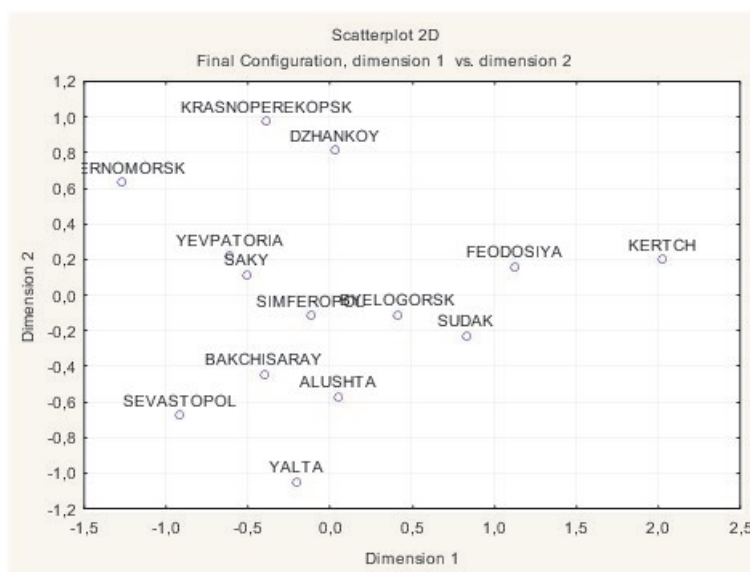 Scatterplot 2D
Final Configuration, dimension 1 vs. dimension 2
1,2
KRASNOPEREKOPSK
1,0
DZHANKOY
0,8
ERNOMORSK
0,6
0,4
YEVPATORIA
FEODOSIYA
KERTCH
0,2
SAKY
0,0
SIMFEROPOL
BYELOGORSK
SUDAK
-0,2
BAKCHISARAY
-0,4
ALUSHTA
SEVASTOPOL
-0,6
-0,8
YALTA
-1,0
-1,2
Dimension 2
-1,5 -1,0 -0,5 0,0 0,5 1,0 1,5 2,0 2,5
Dimension 1